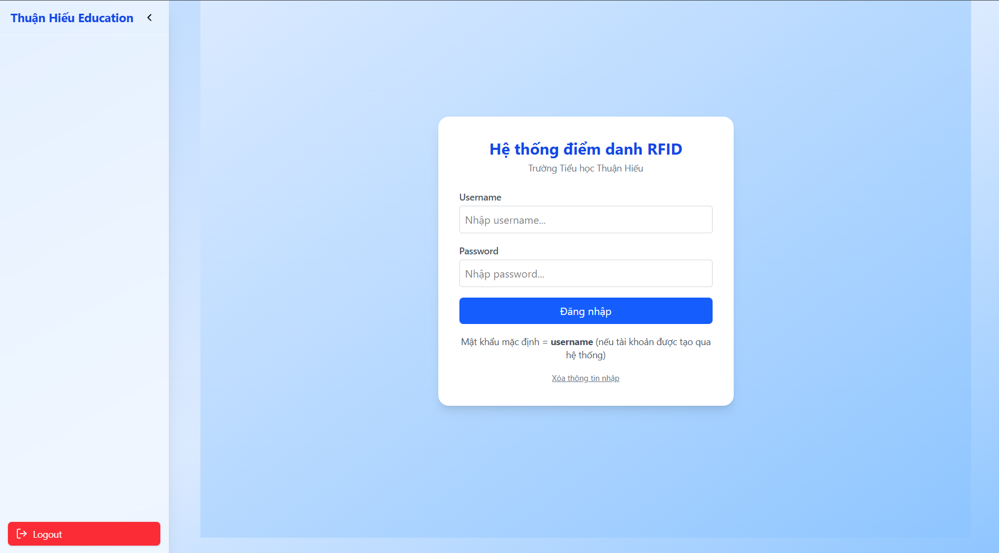 Thuận Hiếu Education
Hệ thống điểm danh RFID
Trường Tiểu học Thuận Hiếu
Username
Nhập username...
Password
Nhập password...
Đăng nhập
Mật khẩu mặc định = username (nếu tài khoản được tạo qua
hệ thống)
Xóa thông tin nhập
Logout